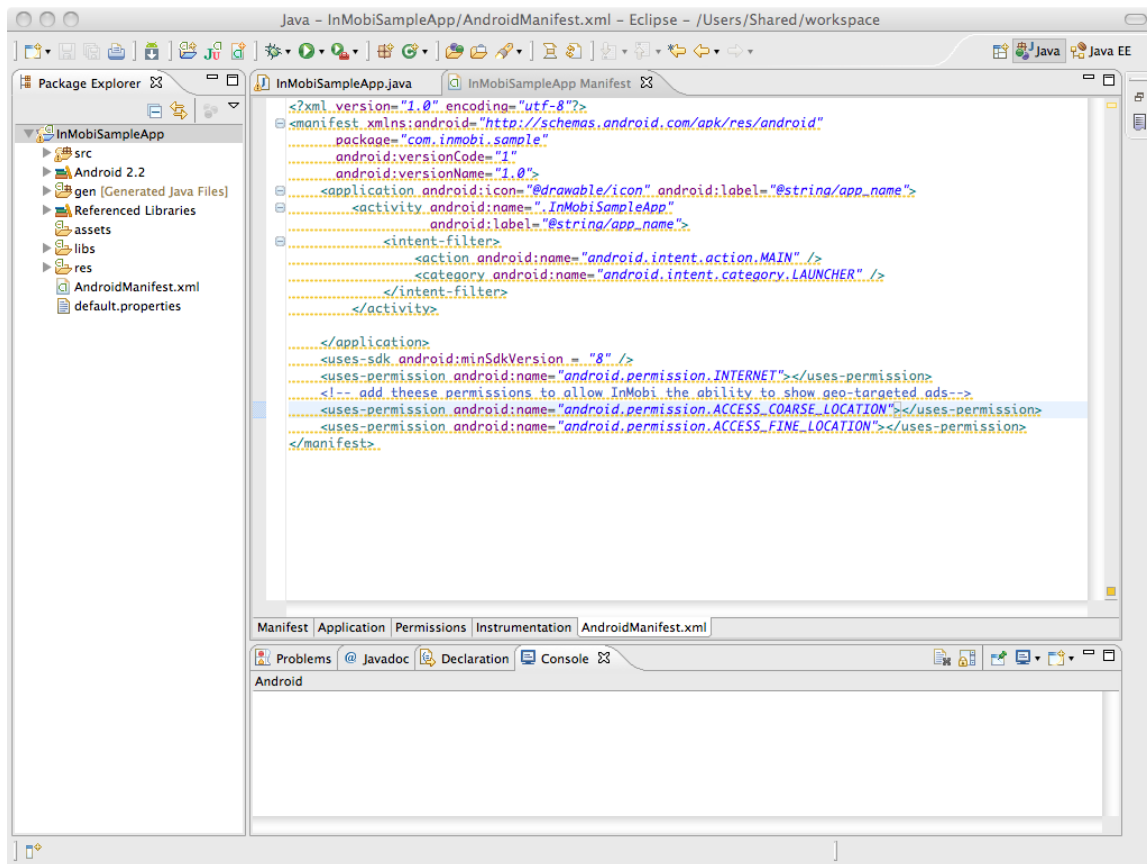 Java – InMobiSampleApp/AndroidManifest.xml – Eclipse – /Users/Shared/workspace
Java Java EE
Package Explorer
InMobiSampleApp
src
Android 2.2
gen [Generated Java Files]
Referenced Libraries
assets
libs
res
AndroidManifest.xml
default.properties
InMobiSampleApp.java InMobiSampleApp Manifest
<?xml version="1.0" encoding="utf-8"?>
<manifest xmlns:android="http://schemas.android.com/apk/res/android"
package="com.inmobi.sample"
android:versionCode="1"
android:versionName="1.0">
<application android:icon="@drawable/icon" android:label="@string/app_name">
<activity android:name=".InMobiSampleApp"
android:label="@string/app_name">
<intent-filter>
<action android:name="android.intent.action.MAIN" />
<category android:name="android.intent.category.LAUNCHER" />
</intent-filter>
</activity>
</application>
<uses-sdk android:minSdkVersion = "8" />
<uses-permission android:name="android.permission.INTERNET"></uses-permission>
<!-- add theese permissions to allow InMobi the ability to show geo-targeted ads-->
<uses-permission android:name="android.permission.ACCESS_COARSE_LOCATION"></uses-permission>
<uses-permission android:name="android.permission.ACCESS_FINE_LOCATION"></uses-permission>
</manifest>
Manifest Application Permissions Instrumentation AndroidManifest.xml
Problems @ Javadoc Declaration Console
Android